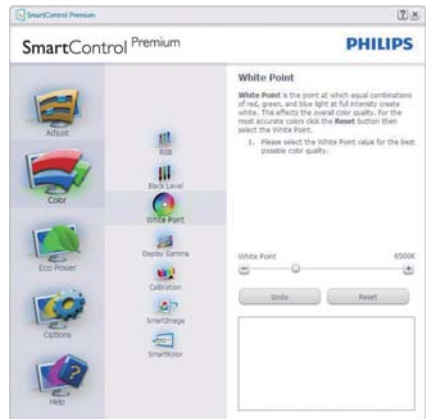 SmartControl Premium
SmartControl Premium
PHILIPS
Adjust
Color
Eco Power
Options
Help
RGB
Black Level
White Point
Display Gamma
Calibration
SmartImage
SmartKolor
White Point
White Point is the point at which equal combinations
of red, green, and blue light at full intensity create
white. This effects the overall color quality. For the
most accurate colors click the Reset button then
select the White Point.
1. Please select the White Point value for the best
possible color quality.
White Point 6500K
Undo Reset